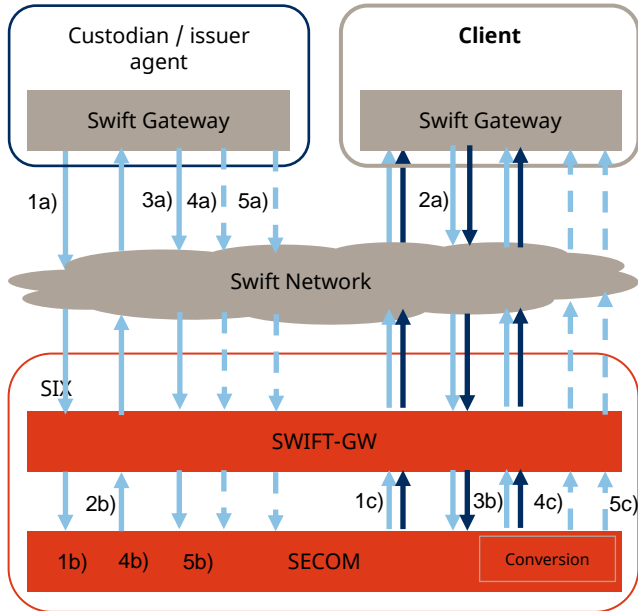 Custodian / issuer
agent
Client
Swift Gateway
Swift Gateway
1a)
3a)
4a)
5a)
2a)
Swift Network
SIX
SWIFT-GW
2b)
1c)
3b)
4c)
5c)
1b)
4b)
5b)
SECOM
Conversion